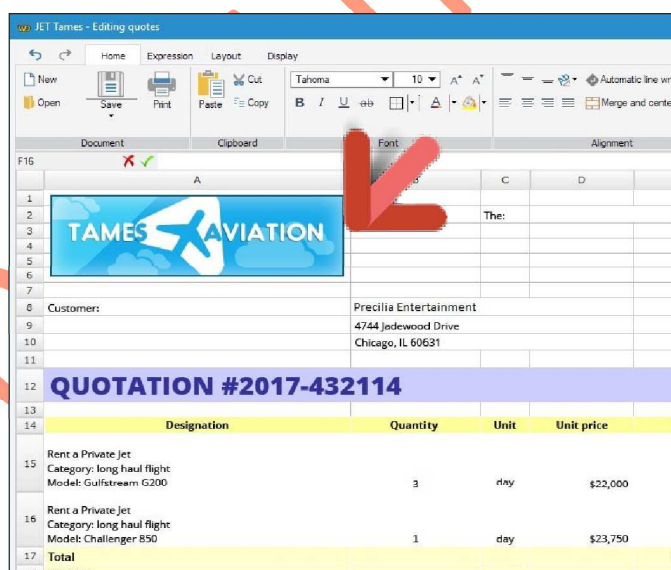 JET Tames - Editing quotes
Home Expression Layout Display
New Save Print Paste Cut Tahoma 10 A A Automatic line wr
Open Copy B I U ab A Merge and cente
Document Clipboard Font Alignment
F16
A C D
1
2 The:
3 TAMES AVIATION
4
5
6
7
8 Customer: Precilia Entertainment
9 4744 Jadewood Drive
10 Chicago, IL 60631
11
12 QUOTATION #2017-432114
13
14 Designation Quantity Unit Unit price
Rent a Private Jet
15 Category: long haul flight
Model: Gulfstream G200 3 day $22,000
Rent a Private Jet
16 Category: long haul flight
Model: Challenger 850 1 day $23,750
17 Total